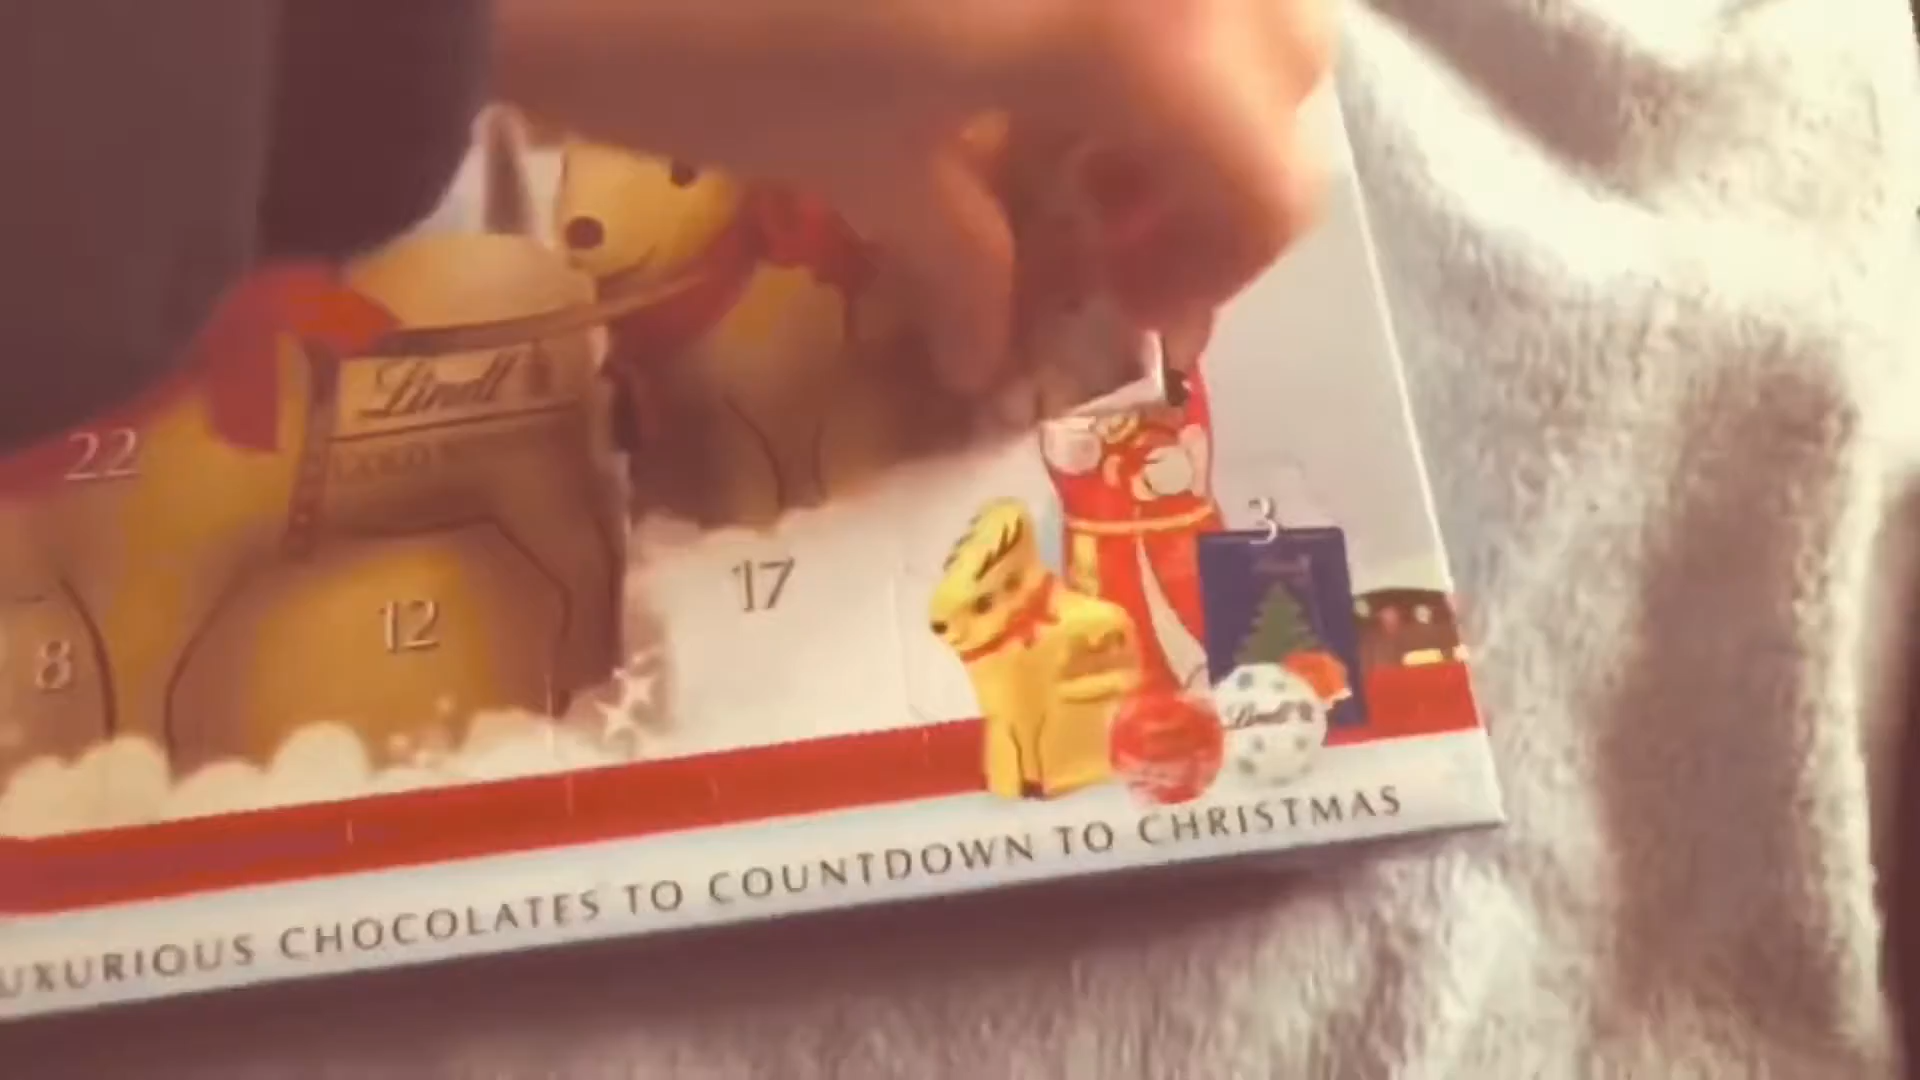 Lindt
22
3
17
12
8
Lindt
UXURIOUS CHOCOLATES TO COUNTDOWN TO CHRISTMAS